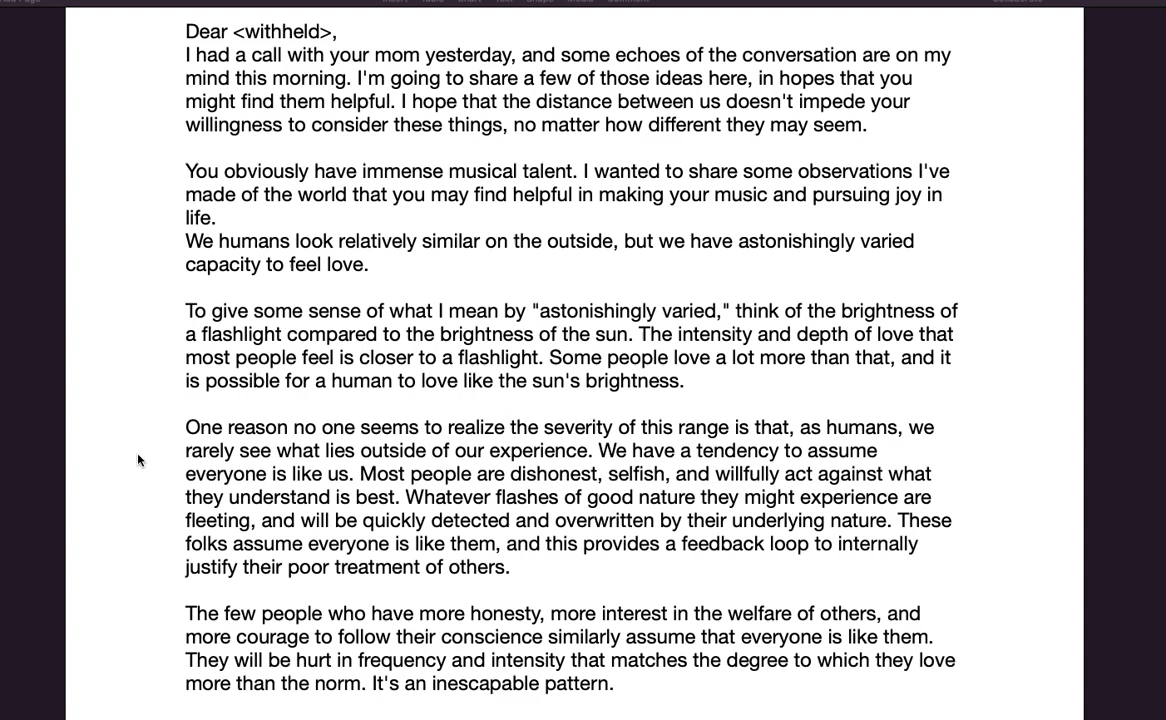 Dear <withheld>,
I had a call with your mom yesterday, and some echoes of the conversation are on my
mind this morning. I'm going to share a few of those ideas here, in hopes that you
might find them helpful. I hope that the distance between us doesn't impede your
willingness to consider these things, no matter how different they may seem.
You obviously have immense musical talent. I wanted to share some observations I've
made of the world that you may find helpful in making your music and pursuing joy in
life.
We humans look relatively similar on the outside, but we have astonishingly varied
capacity to feel love.
To give some sense of what I mean by "astonishingly varied," think of the brightness of
a flashlight compared to the brightness of the sun. The intensity and depth of love that
most people feel is closer to a flashlight. Some people love a lot more than that, and it
is possible for a human to love like the sun's brightness.
One reason no one seems to realize the severity of this range is that, as humans, we
rarely see what lies outside of our experience. We have a tendency to assume
everyone is like us. Most people are dishonest, selfish, and willfully act against what
they understand is best. Whatever flashes of good nature they might experience are
fleeting, and will be quickly detected and overwritten by their underlying nature. These
folks assume everyone is like them, and this provides a feedback loop to internally
justify their poor treatment of others.
The few people who have more honesty, more interest in the welfare of others, and
more courage to follow their conscience similarly assume that everyone is like them.
They will be hurt in frequency and intensity that matches the degree to which they love
more than the norm. It's an inescapable pattern.